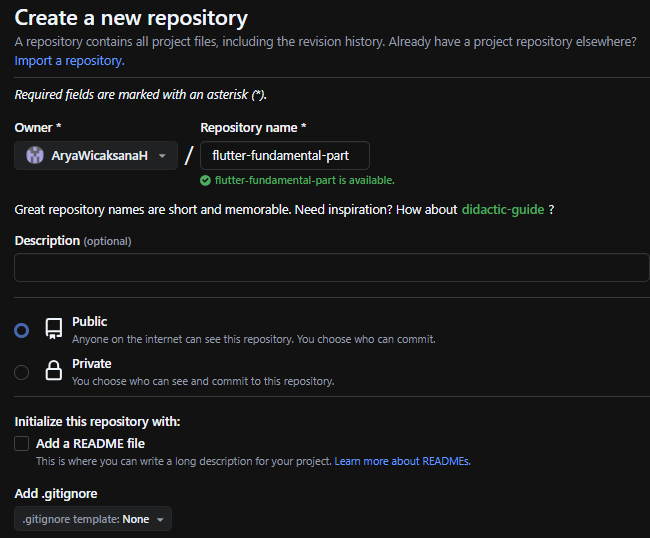 Create a new repository
A repository contains all project files, including the revision history. Already have a project repository elsewhere?
Import a repository.
Required fields are marked with an asterisk (*).
Owner *
Repository name *
AryaWicaksanaH
/
flutter-fundamental-part
flutter-fundamental-part is available.
Great repository names are short and memorable. Need inspiration? How about didactic-guide ?
Description (optional)
Public
Anyone on the internet can see this repository. You choose who can commit.
Private
You choose who can see and commit to this repository.
Initialize this repository with:
Add a README file
This is where you can write a long description for your project. Learn more about READMEs.
Add .gitignore
.gitignore template: None